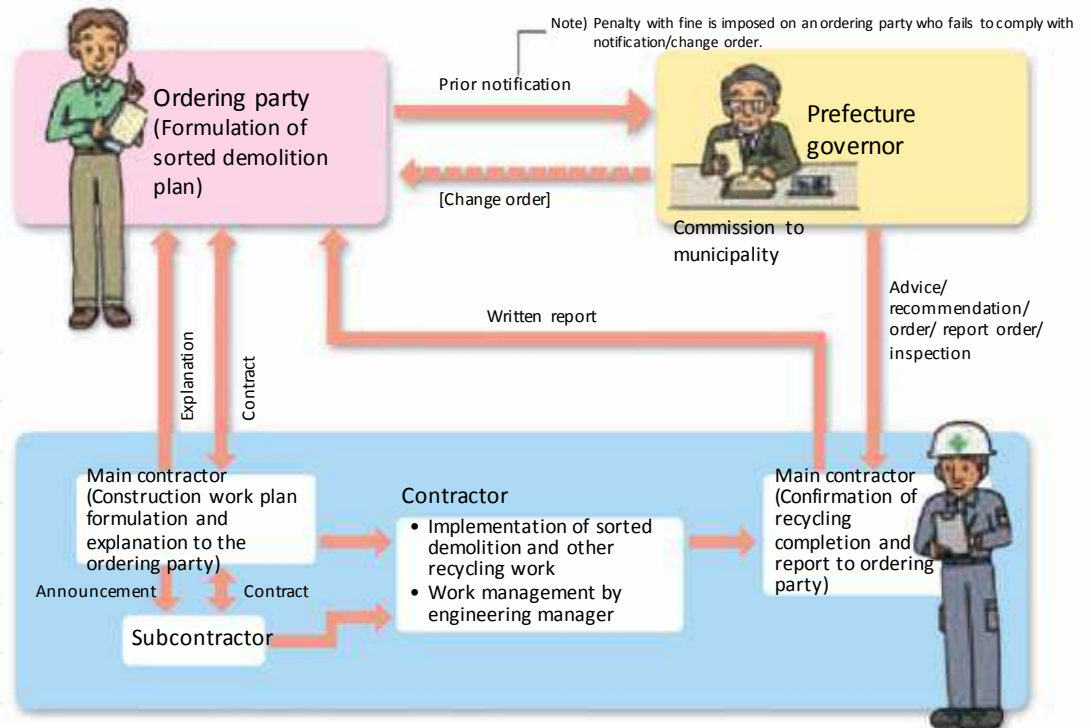 Note) Penalty with fine is imposed on an ordering party who fails to comply with
notification/change order.
Prior notification
Ordering party
(Formulation of
sorted demolition
plan)
Prefecture
governor
[Change order]
Commission to
municipality
Advice/
recommendation/
order/ report order/
inspection
Written report
Explanation
Contract
Main contractor
(Construction work plan
formulation and
explanation to the
ordering party)
Contractor
• Implementation of sorted
demolition and other
recycling work
• Work management by
engineering manager
Main contractor
(Confirmation of
recycling
completion and
report to ordering
party)
Announcement
Contract
Subcontractor